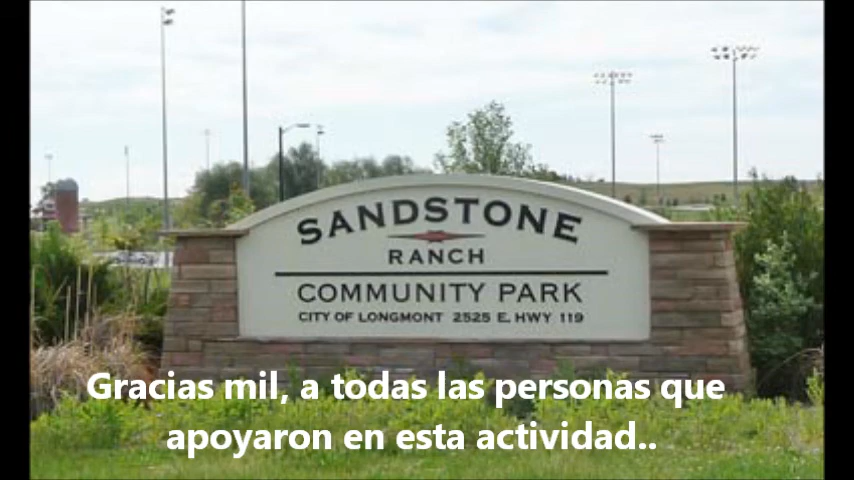 SANDSTONE
RANCH
COMMUNITY PARK
CITY OF LONGMONT 2525 E. HWY 119
Gracias mil, a todas las personas que
apoyaron en esta actividad..